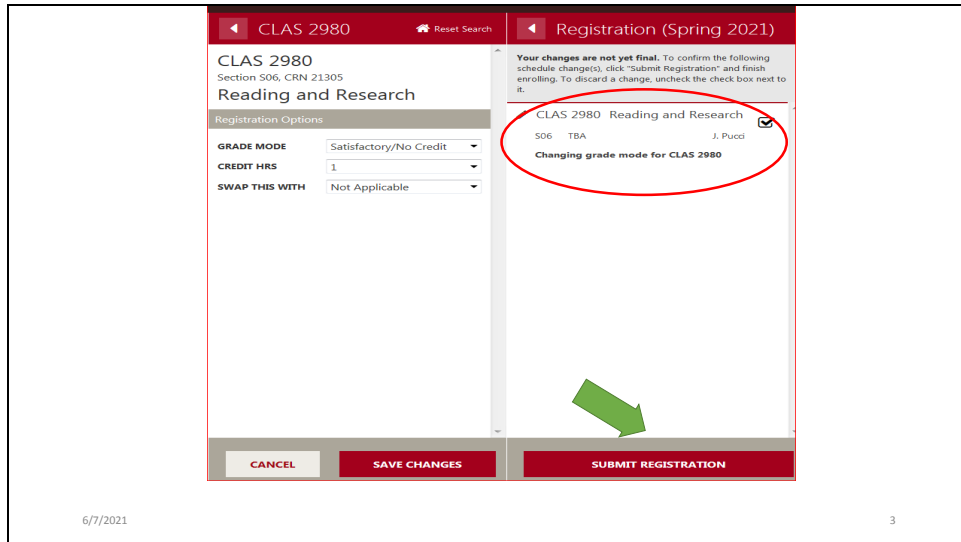 CLAS 2980
Reset Search
CLAS 2980
Section S06, CRN 21305
Reading and Research
Registration Options
GRADE MODE Satisfactory/No Credit
CREDIT HRS 1
SWAP THIS WITH Not Applicable
CANCEL
SAVE CHANGES
Registration (Spring 2021)
Your changes are not yet final. To confirm the following
schedule change(s), click "Submit Registration" and finish
enrolling. To discard a change, uncheck the check box next to
it.
CLAS 2980 Reading and Research
S06 TBA J. Pucci
Changing grade mode for CLAS 2980
SUBMIT REGISTRATION
6/7/2021
3